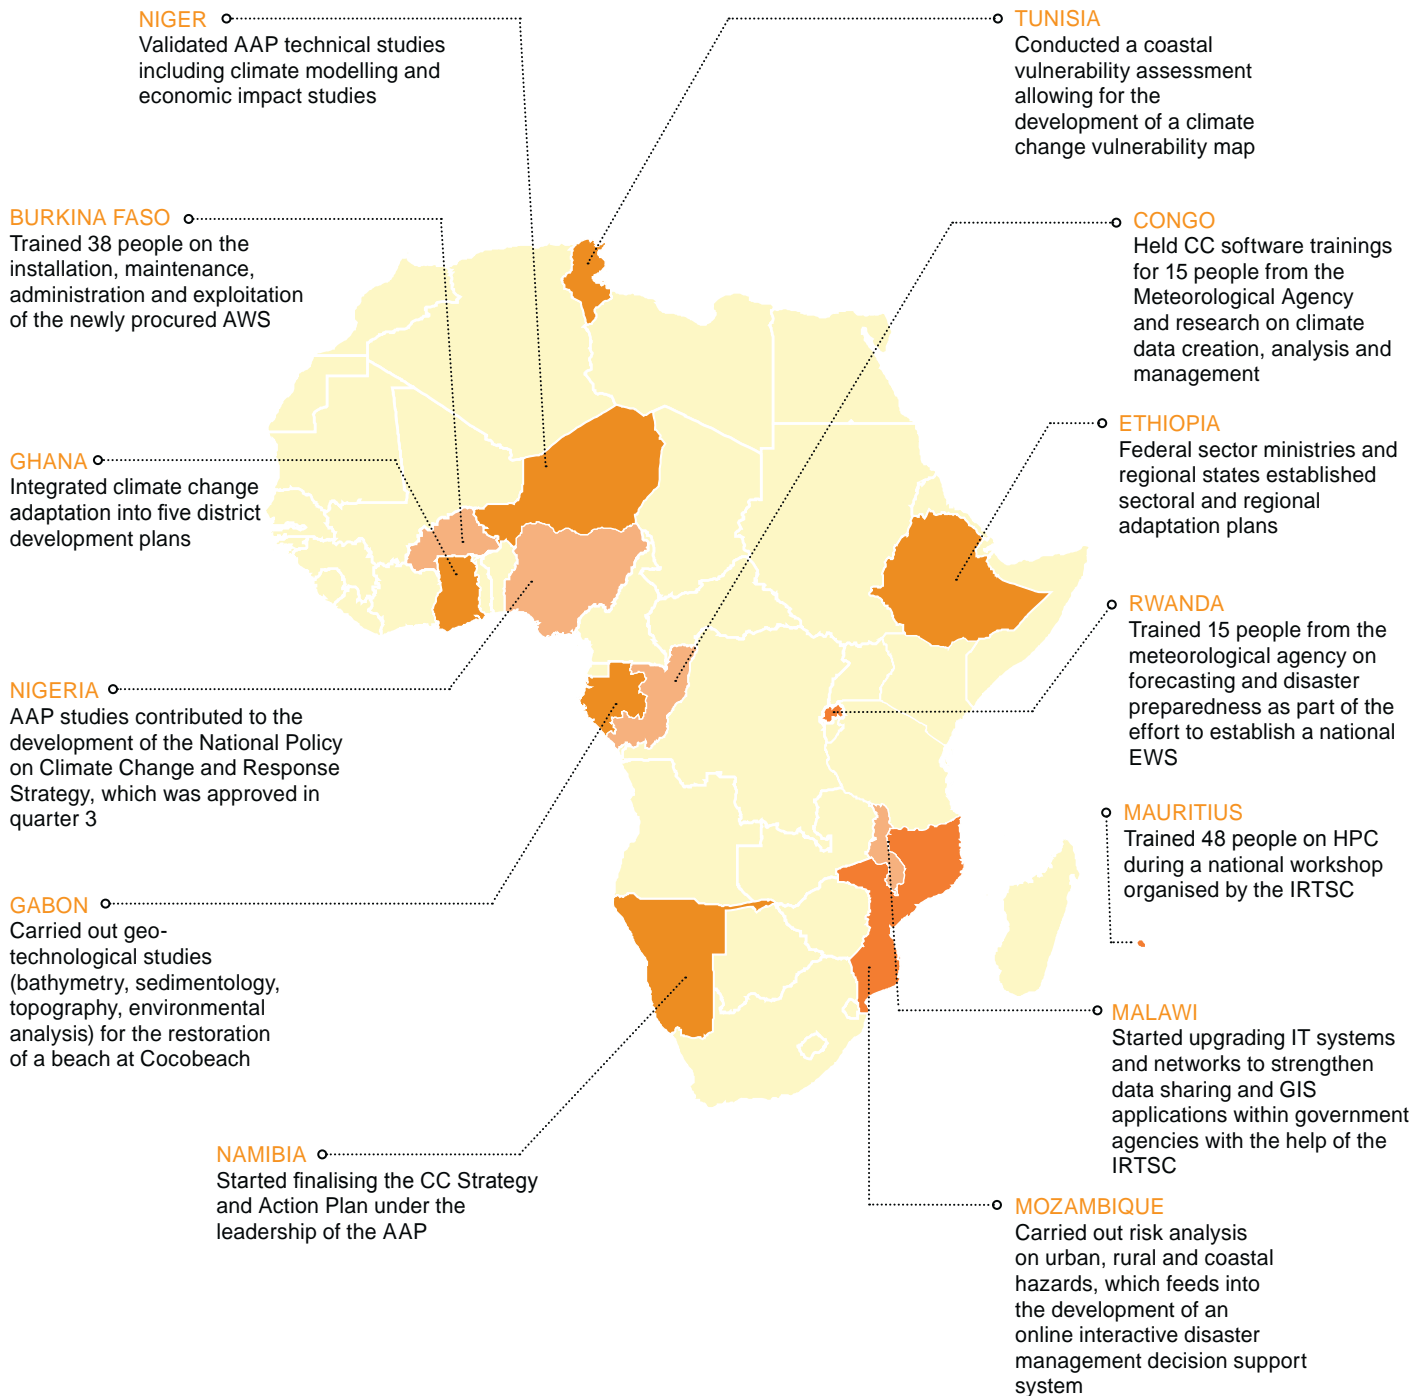 NIGER
Validated AAP technical studies
including climate modelling and
economic impact studies
TUNISIA
Conducted a coastal
vulnerability assessment
allowing for the
development of a climate
change vulnerability map
BURKINA FASO
Trained 38 people on the
installation, maintenance,
administration and exploitation
of the newly procured AWS
CONGO
Held CC software trainings
for 15 people from the
Meteorological Agency
and research on climate
data creation, analysis and
management
GHANA
Integrated climate change
adaptation into five district
development plans
ETHIOPIA
Federal sector ministries and
regional states established
sectoral and regional
adaptation plans
RWANDA
Trained 15 people from the
meteorological agency on
forecasting and disaster
preparedness as part of the
effort to establish a national
EWS
NIGERIA
AAP studies contributed to the
development of the National Policy
on Climate Change and Response
Strategy, which was approved in
quarter 3
MAURITIUS
Trained 48 people on HPC
during a national workshop
organised by the IRTSC
GABON
Carried out geo-
technological studies
(bathymetry, sedimentology,
topography, environmental
analysis) for the restoration
of a beach at Cocobeach
MALAWI
Started upgrading IT systems
and networks to strengthen
data sharing and GIS
applications within government
agencies with the help of the
IRTSC
NAMIBIA
Started finalising the CC Strategy
and Action Plan under the
leadership of the AAP
MOZAMBIQUE
Carried out risk analysis
on urban, rural and coastal
hazards, which feeds into
the development of an
online interactive disaster
management decision support
system